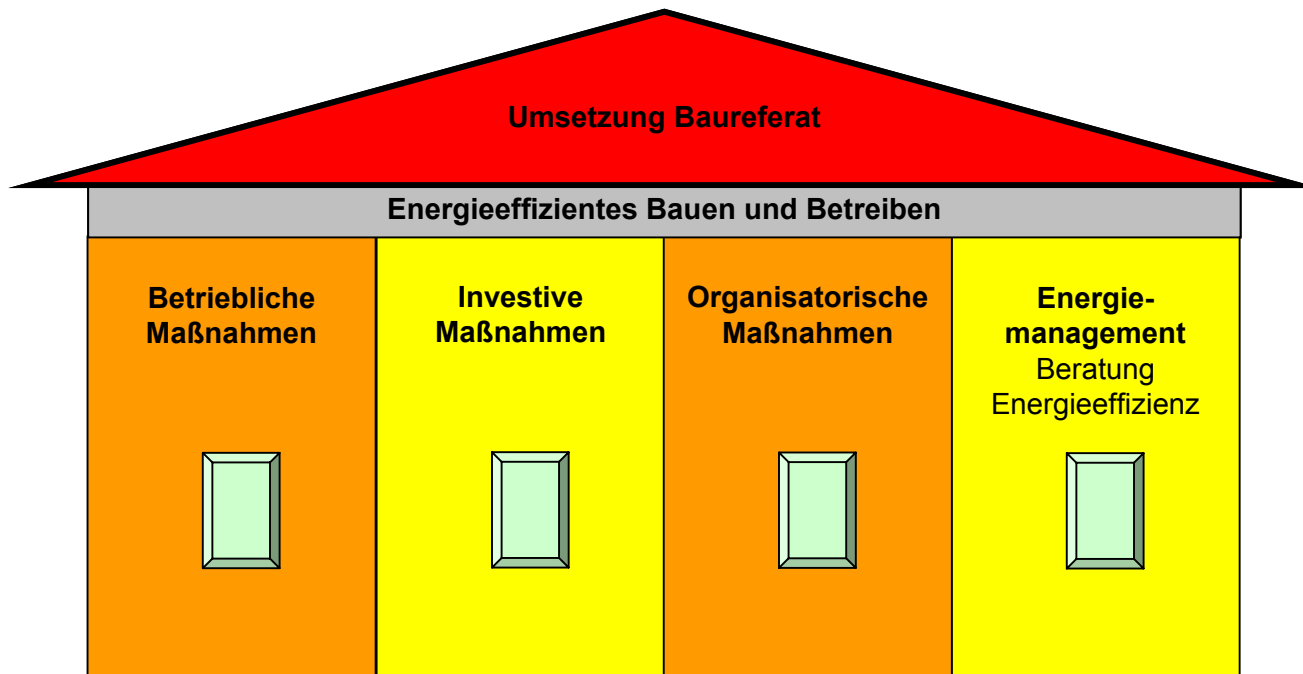 Umsetzung Baureferat
Energieeffizientes Bauen und Betreiben
Betriebliche
Maßnahmen
Investive
Maßnahmen
Organisatorische
Maßnahmen
Energie-
management
Beratung
Energieeffizienz